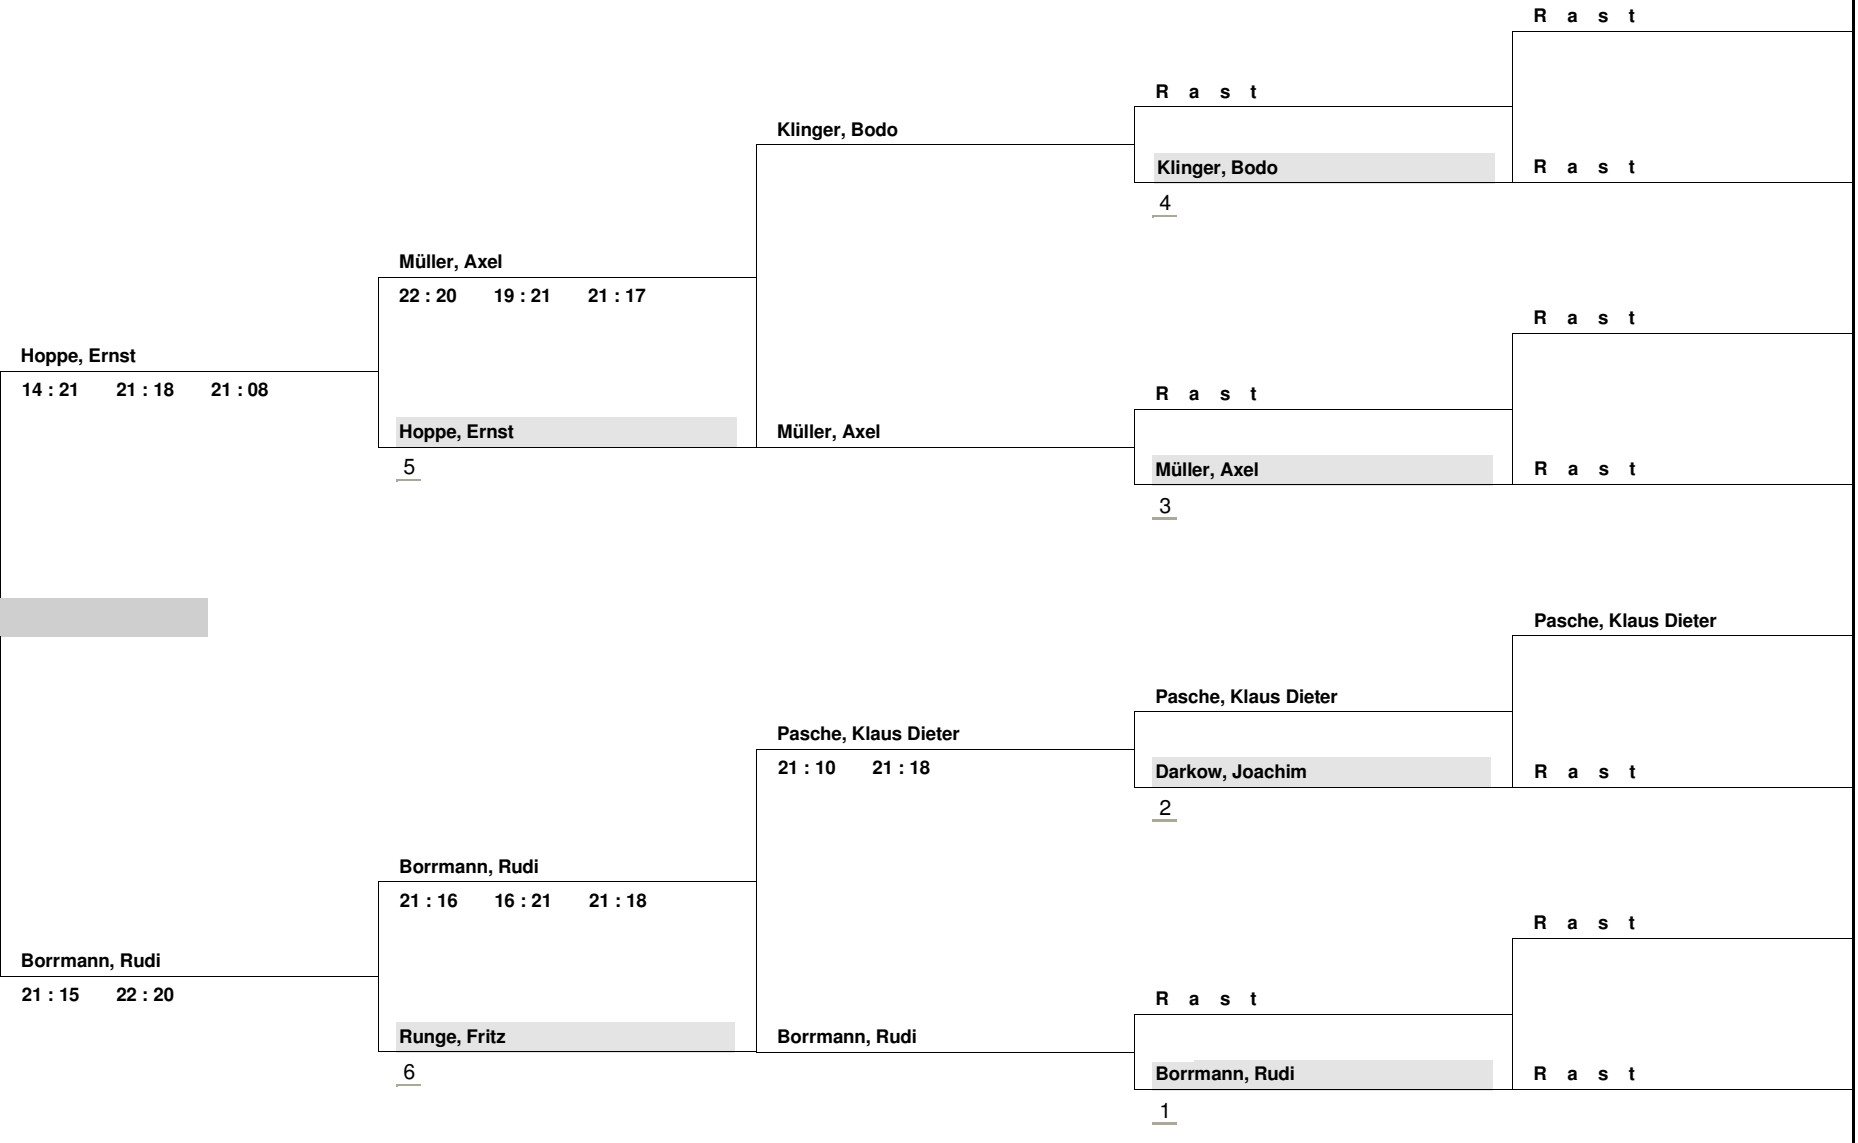 R a s t
R a s t
Klinger, Bodo
Klinger, Bodo
R a s t
4
Müller, Axel
22 : 20 19 : 21 21 : 17
R a s t
Hoppe, Ernst
14 : 21 21 : 18 21 : 08
R a s t
Hoppe, Ernst
Müller, Axel
5
Müller, Axel
R a s t
3
Pasche, Klaus Dieter
Pasche, Klaus Dieter
Pasche, Klaus Dieter
21 : 10 21 : 18
Darkow, Joachim
R a s t
2
Borrmann, Rudi
21 : 16 16 : 21 21 : 18
R a s t
Borrmann, Rudi
21 : 15 22 : 20
R a s t
Runge, Fritz
Borrmann, Rudi
6
Borrmann, Rudi
R a s t
1